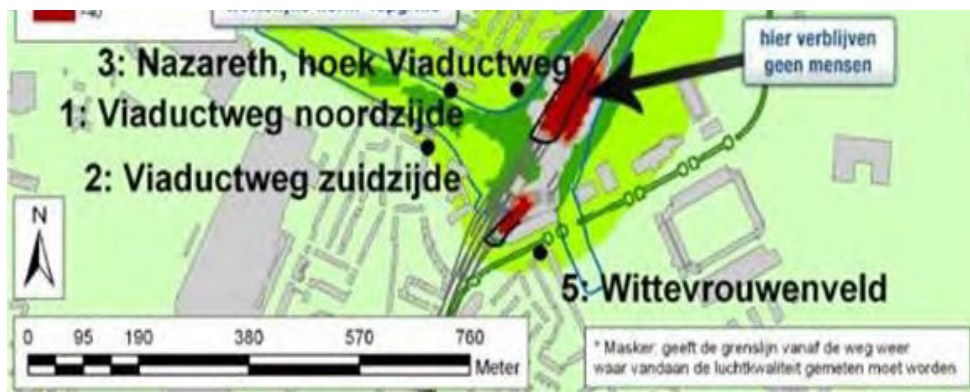 >40
3: Nazareth, hoek Viaductweg
hier verblijven
geen mensen
1: Viaductweg noordzijde
2: Viaductweg zuidzijde
N
5: Wittevrouwenveld
0 95 190 380 570 760
Meter
* Masker: geeft de grenslijn vanaf de weg weer
waar vandaan de luchtkwaliteit gemeten moet worden